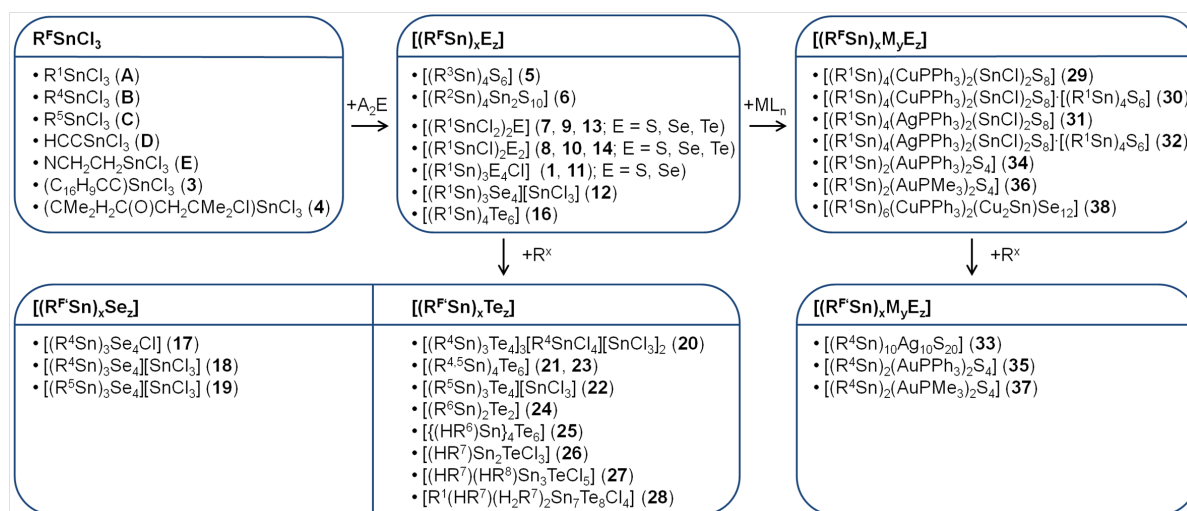 RᶠSnCl₃
• R¹SnCl₃ (A)
• R⁴SnCl₃ (B)
• R⁵SnCl₃ (C)
• HCCSnCl₃ (D)
• NCH₂CH₂SnCl₃ (E)
• (C₁₆H₉CC)SnCl₃ (3)
• (CMe₂H₂C(O)CH₂CMe₂Cl)SnCl₃ (4)
+A₂E
[(RᶠSn)ₓE_z]
• [(R³Sn)₄S₆] (5)
• [(R²Sn)₄Sn₂S₁₀] (6)
• [(R¹SnCl₂)₂E] (7, 9, 13; E = S, Se, Te)
• [(R¹SnCl)₂E₂] (8, 10, 14; E = S, Se, Te)
• [(R¹Sn)₃E₄Cl] (1, 11; E = S, Se)
• [(R¹Sn)₃Se₄][SnCl₃] (12)
• [(R¹Sn)₄Te₆] (16)
+MLₙ
[(RᶠSn)ₓM_yE_z]
• [(R¹Sn)₄(CuPPh₃)₂(SnCl)₂S₈] (29)
• [(R¹Sn)₄(CuPPh₃)₂(SnCl)₂S₈]·[(R¹Sn)₄S₆] (30)
• [(R¹Sn)₄(AgPPh₃)₂(SnCl)₂S₈] (31)
• [(R¹Sn)₄(AgPPh₃)₂(SnCl)₂S₈]·[(R¹Sn)₄S₆] (32)
• [(R¹Sn)₂(AuPPh₃)₂S₄] (34)
• [(R¹Sn)₂(AuPMe₃)₂S₄] (36)
• [(R¹Sn)₆(CuPPh₃)₂(Cu₂Sn)Se₁₂] (38)
+Rˣ
+Rˣ
[(Rᶠ'Sn)ₓSe_z]
• [(R⁴Sn)₃Se₄Cl] (17)
• [(R⁴Sn)₃Se₄][SnCl₃] (18)
• [(R⁵Sn)₃Se₄][SnCl₃] (19)
[(Rᶠ'Sn)ₓTe_z]
• [(R⁴Sn)₃Te₄]₃[R⁴SnCl₄][SnCl₃]₂ (20)
• [(R⁴,⁵Sn)₄Te₆] (21, 23)
• [(R⁵Sn)₃Te₄][SnCl₃] (22)
• [(R⁶Sn)₂Te₂] (24)
• [{(HR⁶)Sn}₄Te₆] (25)
• [(HR⁷)Sn₂TeCl₃] (26)
• [(HR⁷)(HR⁸)Sn₃TeCl₅] (27)
• [R¹(HR⁷)(H₂R⁷)₂Sn₇Te₈Cl₄] (28)
[(Rᶠ'Sn)ₓM_yE_z]
• [(R⁴Sn)₁₀Ag₁₀S₂₀] (33)
• [(R⁴Sn)₂(AuPPh₃)₂S₄] (35)
• [(R⁴Sn)₂(AuPMe₃)₂S₄] (37)